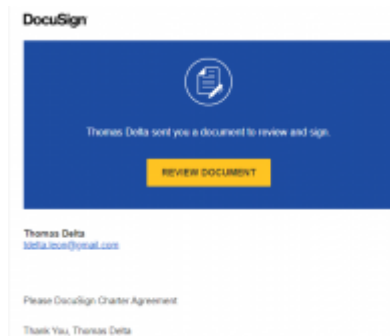 DocuSign
Thomas Delta sent you a document to review and sign.
REVIEW DOCUMENT
Thomas Delta
Please DocuSign Charter Agreement
Thank You, Thomas Delta